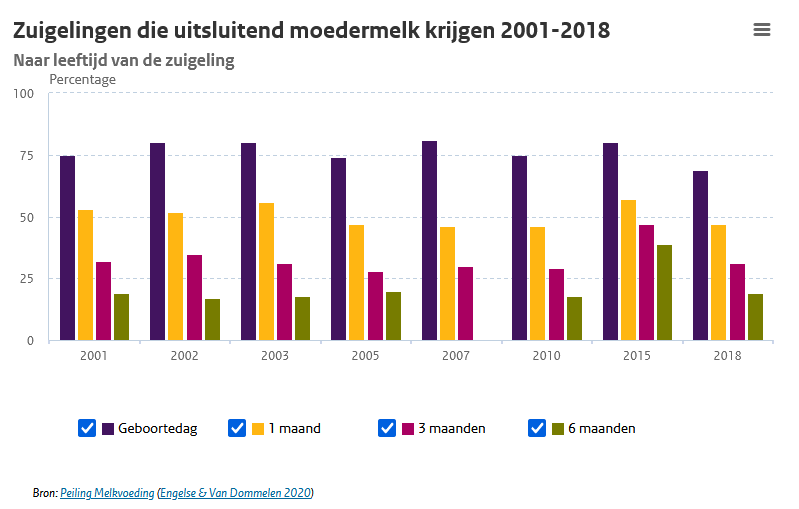 Zuigelingen die uitsluitend moedermelk krijgen 2001-2018
Naar leeftijd van de zuigeling
Percentage
100
75
50
25
0
2001 2002 2003 2005 2007 2010 2015 2018
Geboortedag 1 maand 3 maanden 6 maanden
Bron: Peiling Melkvoeding (Engelse & Van Dommelen 2020)